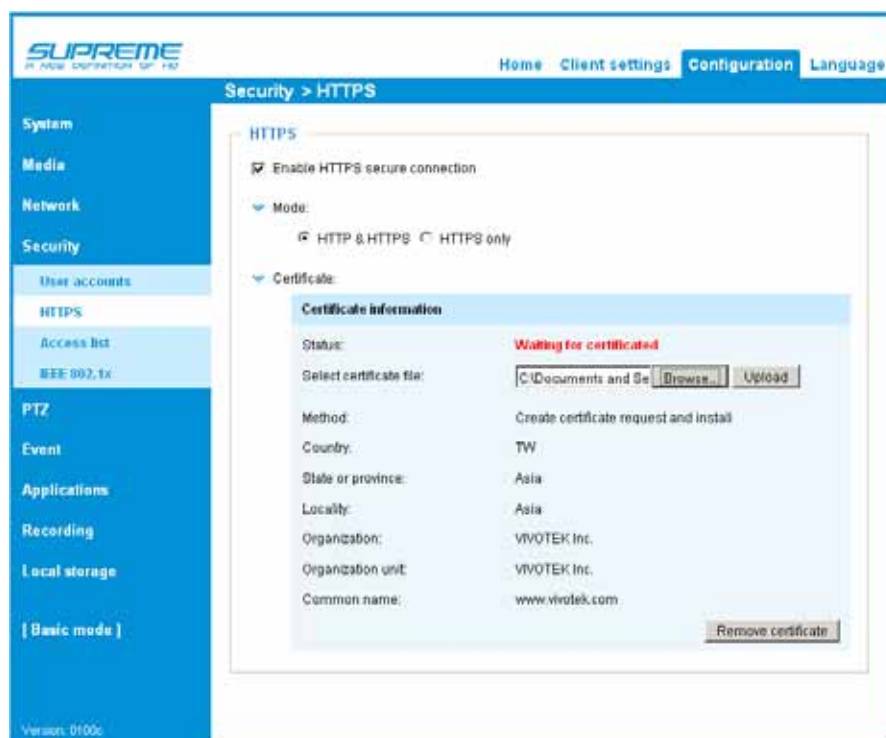 SUPREME
A NEW DEFINITION OF HD
Home Client settings Configuration Language
Security > HTTPS
System
Media
Network
Security
User accounts
HTTPS
Access list
IEEE 802.1x
PTZ
Event
Applications
Recording
Local storage
[ Basic mode ]
Version: 0100c
HTTPS
Enable HTTPS secure connection
Mode:
HTTP & HTTPS HTTPS only
Certificate:
Certificate information
Status: Waiting for certificated
Select certificate file: C:\Documents and Se Browse... Upload
Method: Create certificate request and install
Country: TW
State or province: Asia
Locality: Asia
Organization: VIVOTEK Inc.
Organization unit: VIVOTEK Inc.
Common name: www.vivotek.com
Remove certificate